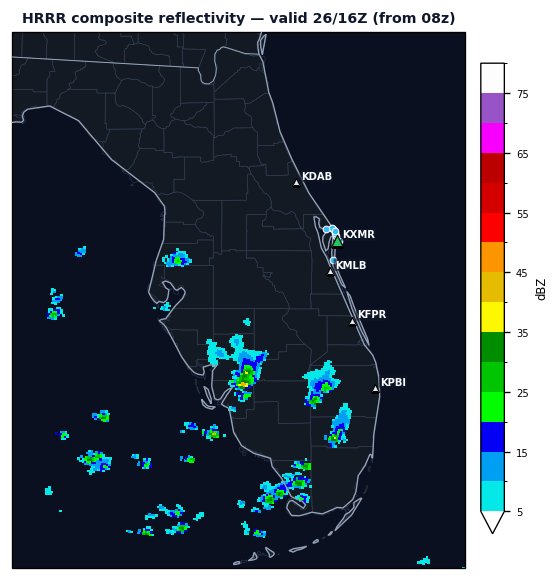 HRRR composite reflectivity — valid 26/16Z (from 08z)
KDAB
KXMR
KMLB
KFPR
KPBI
75
65
55
45
35
25
15
5
dBZ